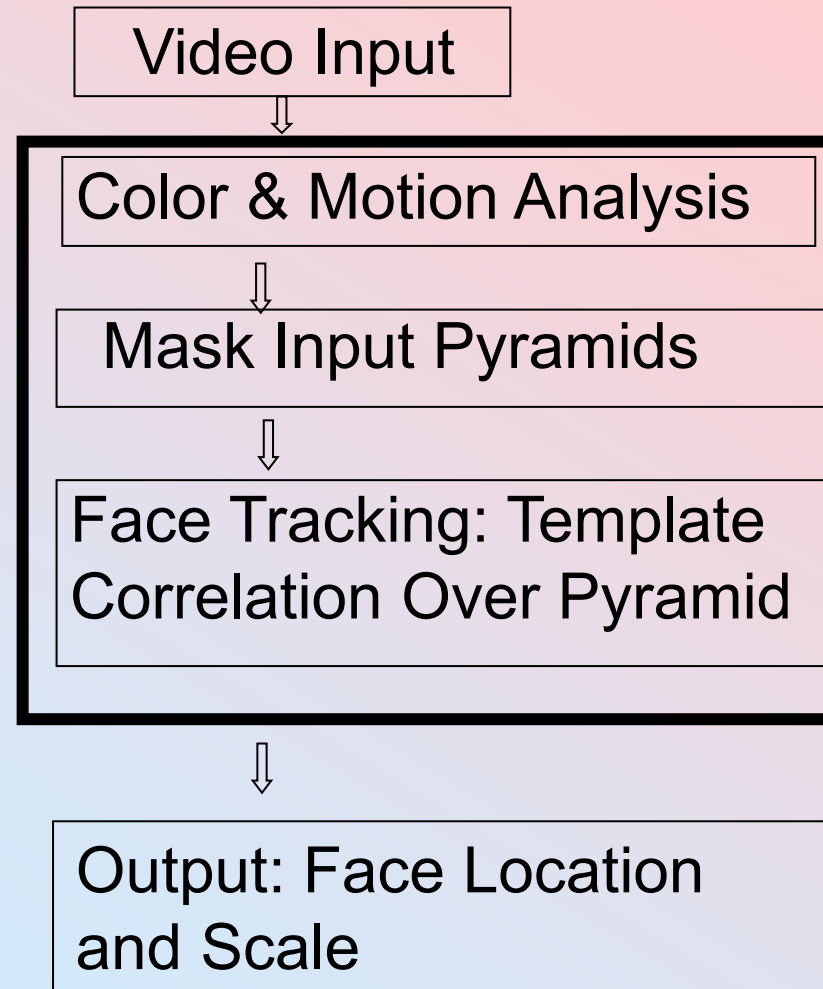 Video Input
Color & Motion Analysis
Mask Input Pyramids
Face Tracking: Template
Correlation Over Pyramid
Output: Face Location
and Scale